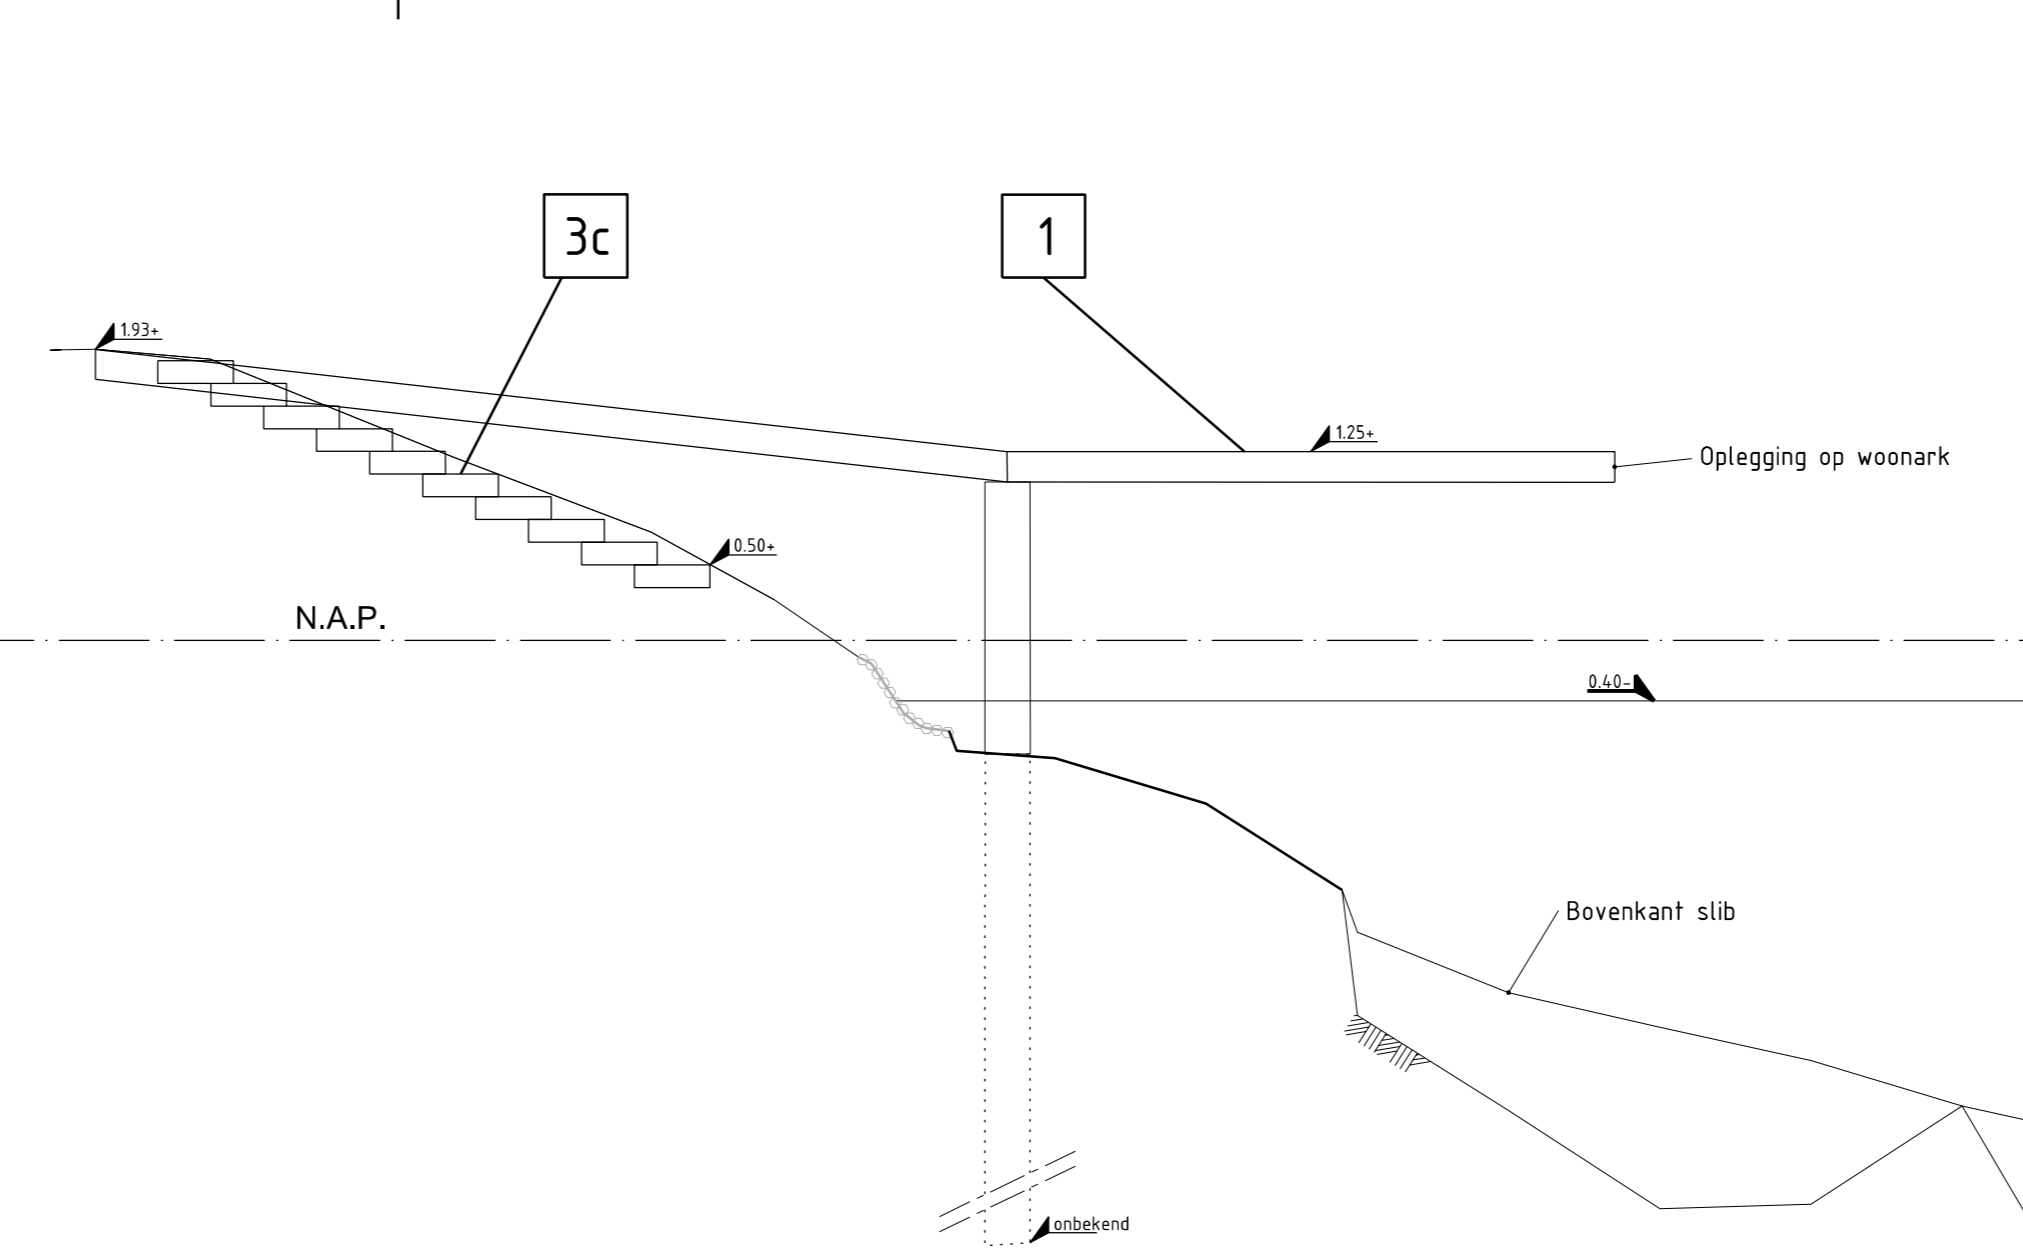 3c
1
1.93+
1.25+
Oplegging op woonark
0.50+
N.A.P.
0.40-
Bovenkant slib
onbekend